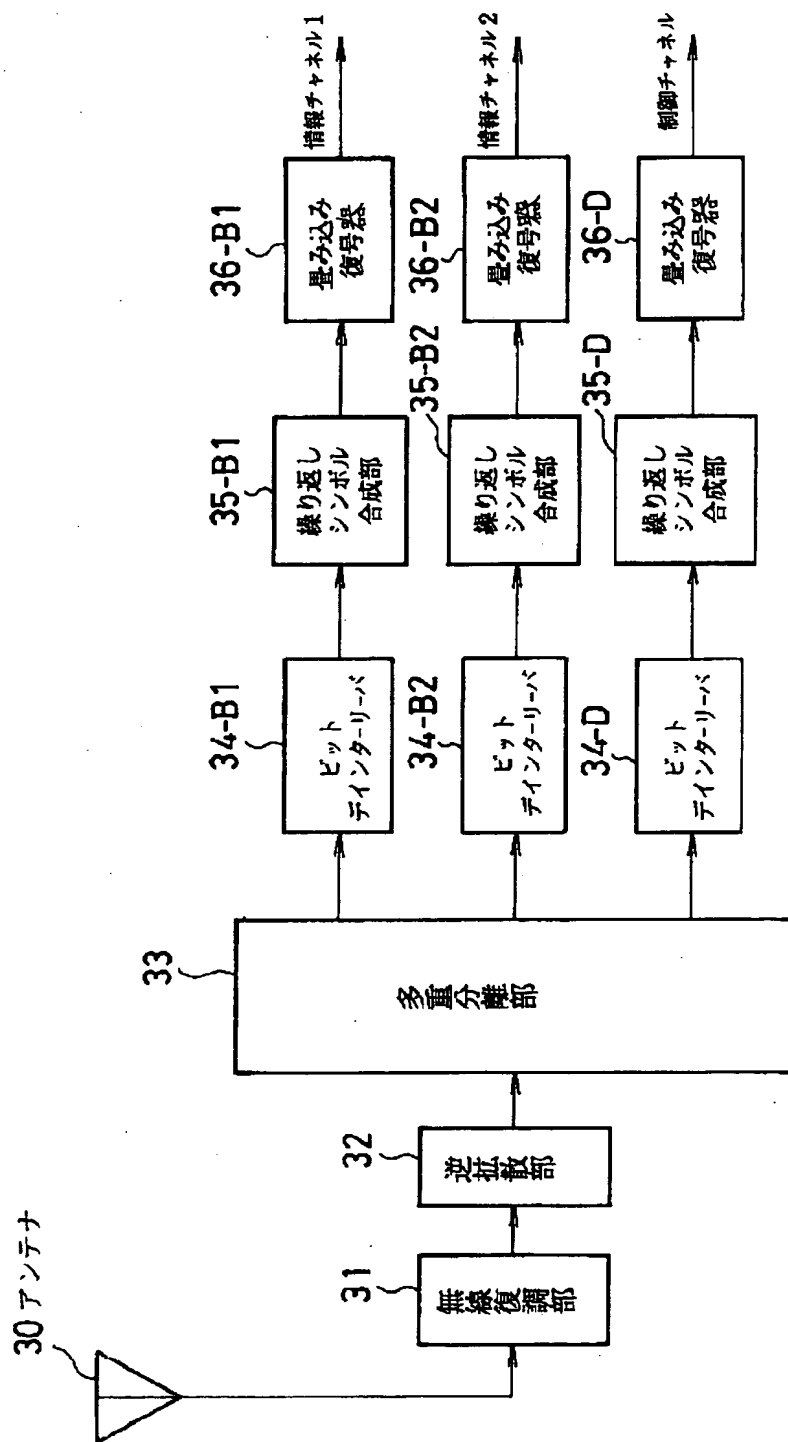 30 アンテナ
31
無線復調部
32
逆拡散部
33
多重分離部
34-B1
ビット
デインターリーバ
35-B1
繰り返し
シンボル
合成部
36-B1
畳み込み
復号器
情報チャネル1
34-B2
ビット
デインターリーバ
35-B2
繰り返し
シンボル
合成部
36-B2
畳み込み
復号器
情報チャネル2
34-D
ビット
デインターリーバ
35-D
繰り返し
シンボル
合成部
36-D
畳み込み
復号器
制御チャネル